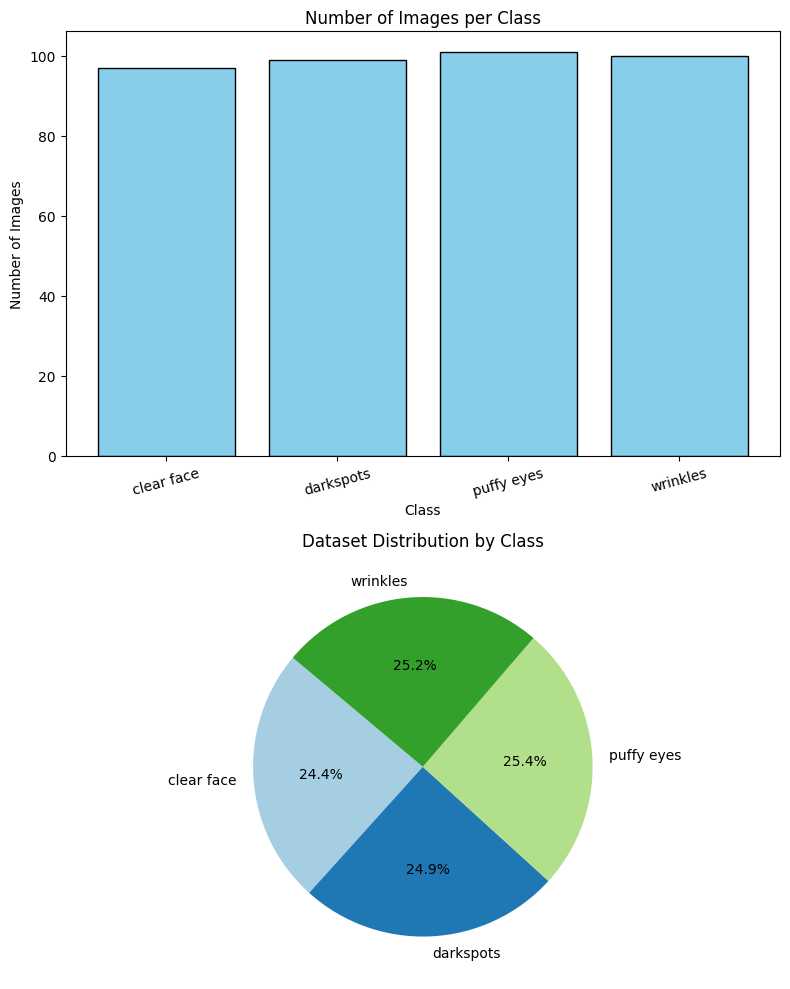 Number of Images per Class
Number of Images
100
80
60
40
20
0
clear face
darkspots
puffy eyes
wrinkles
Class
Dataset Distribution by Class
wrinkles
25.2%
puffy eyes
25.4%
clear face
24.4%
24.9%
darkspots